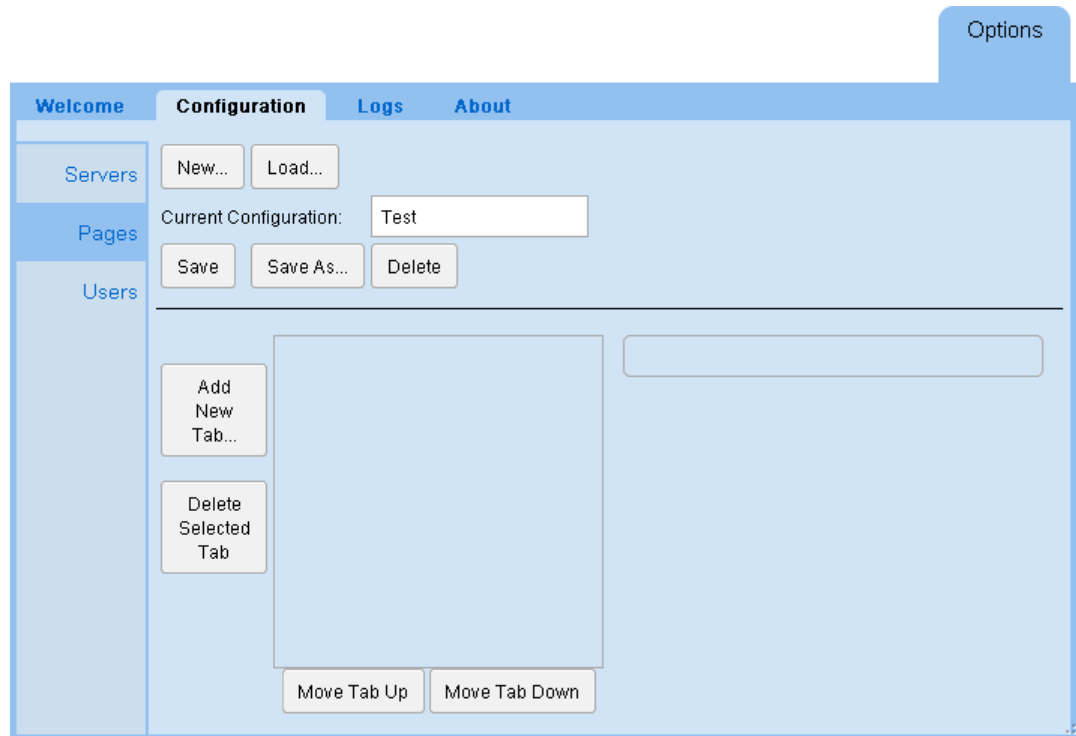 Options
Welcome Configuration Logs About
Servers
Pages
Users
New... Load...
Current Configuration: Test
Save Save As... Delete
Add
New
Tab...
Delete
Selected
Tab
Move Tab Up Move Tab Down